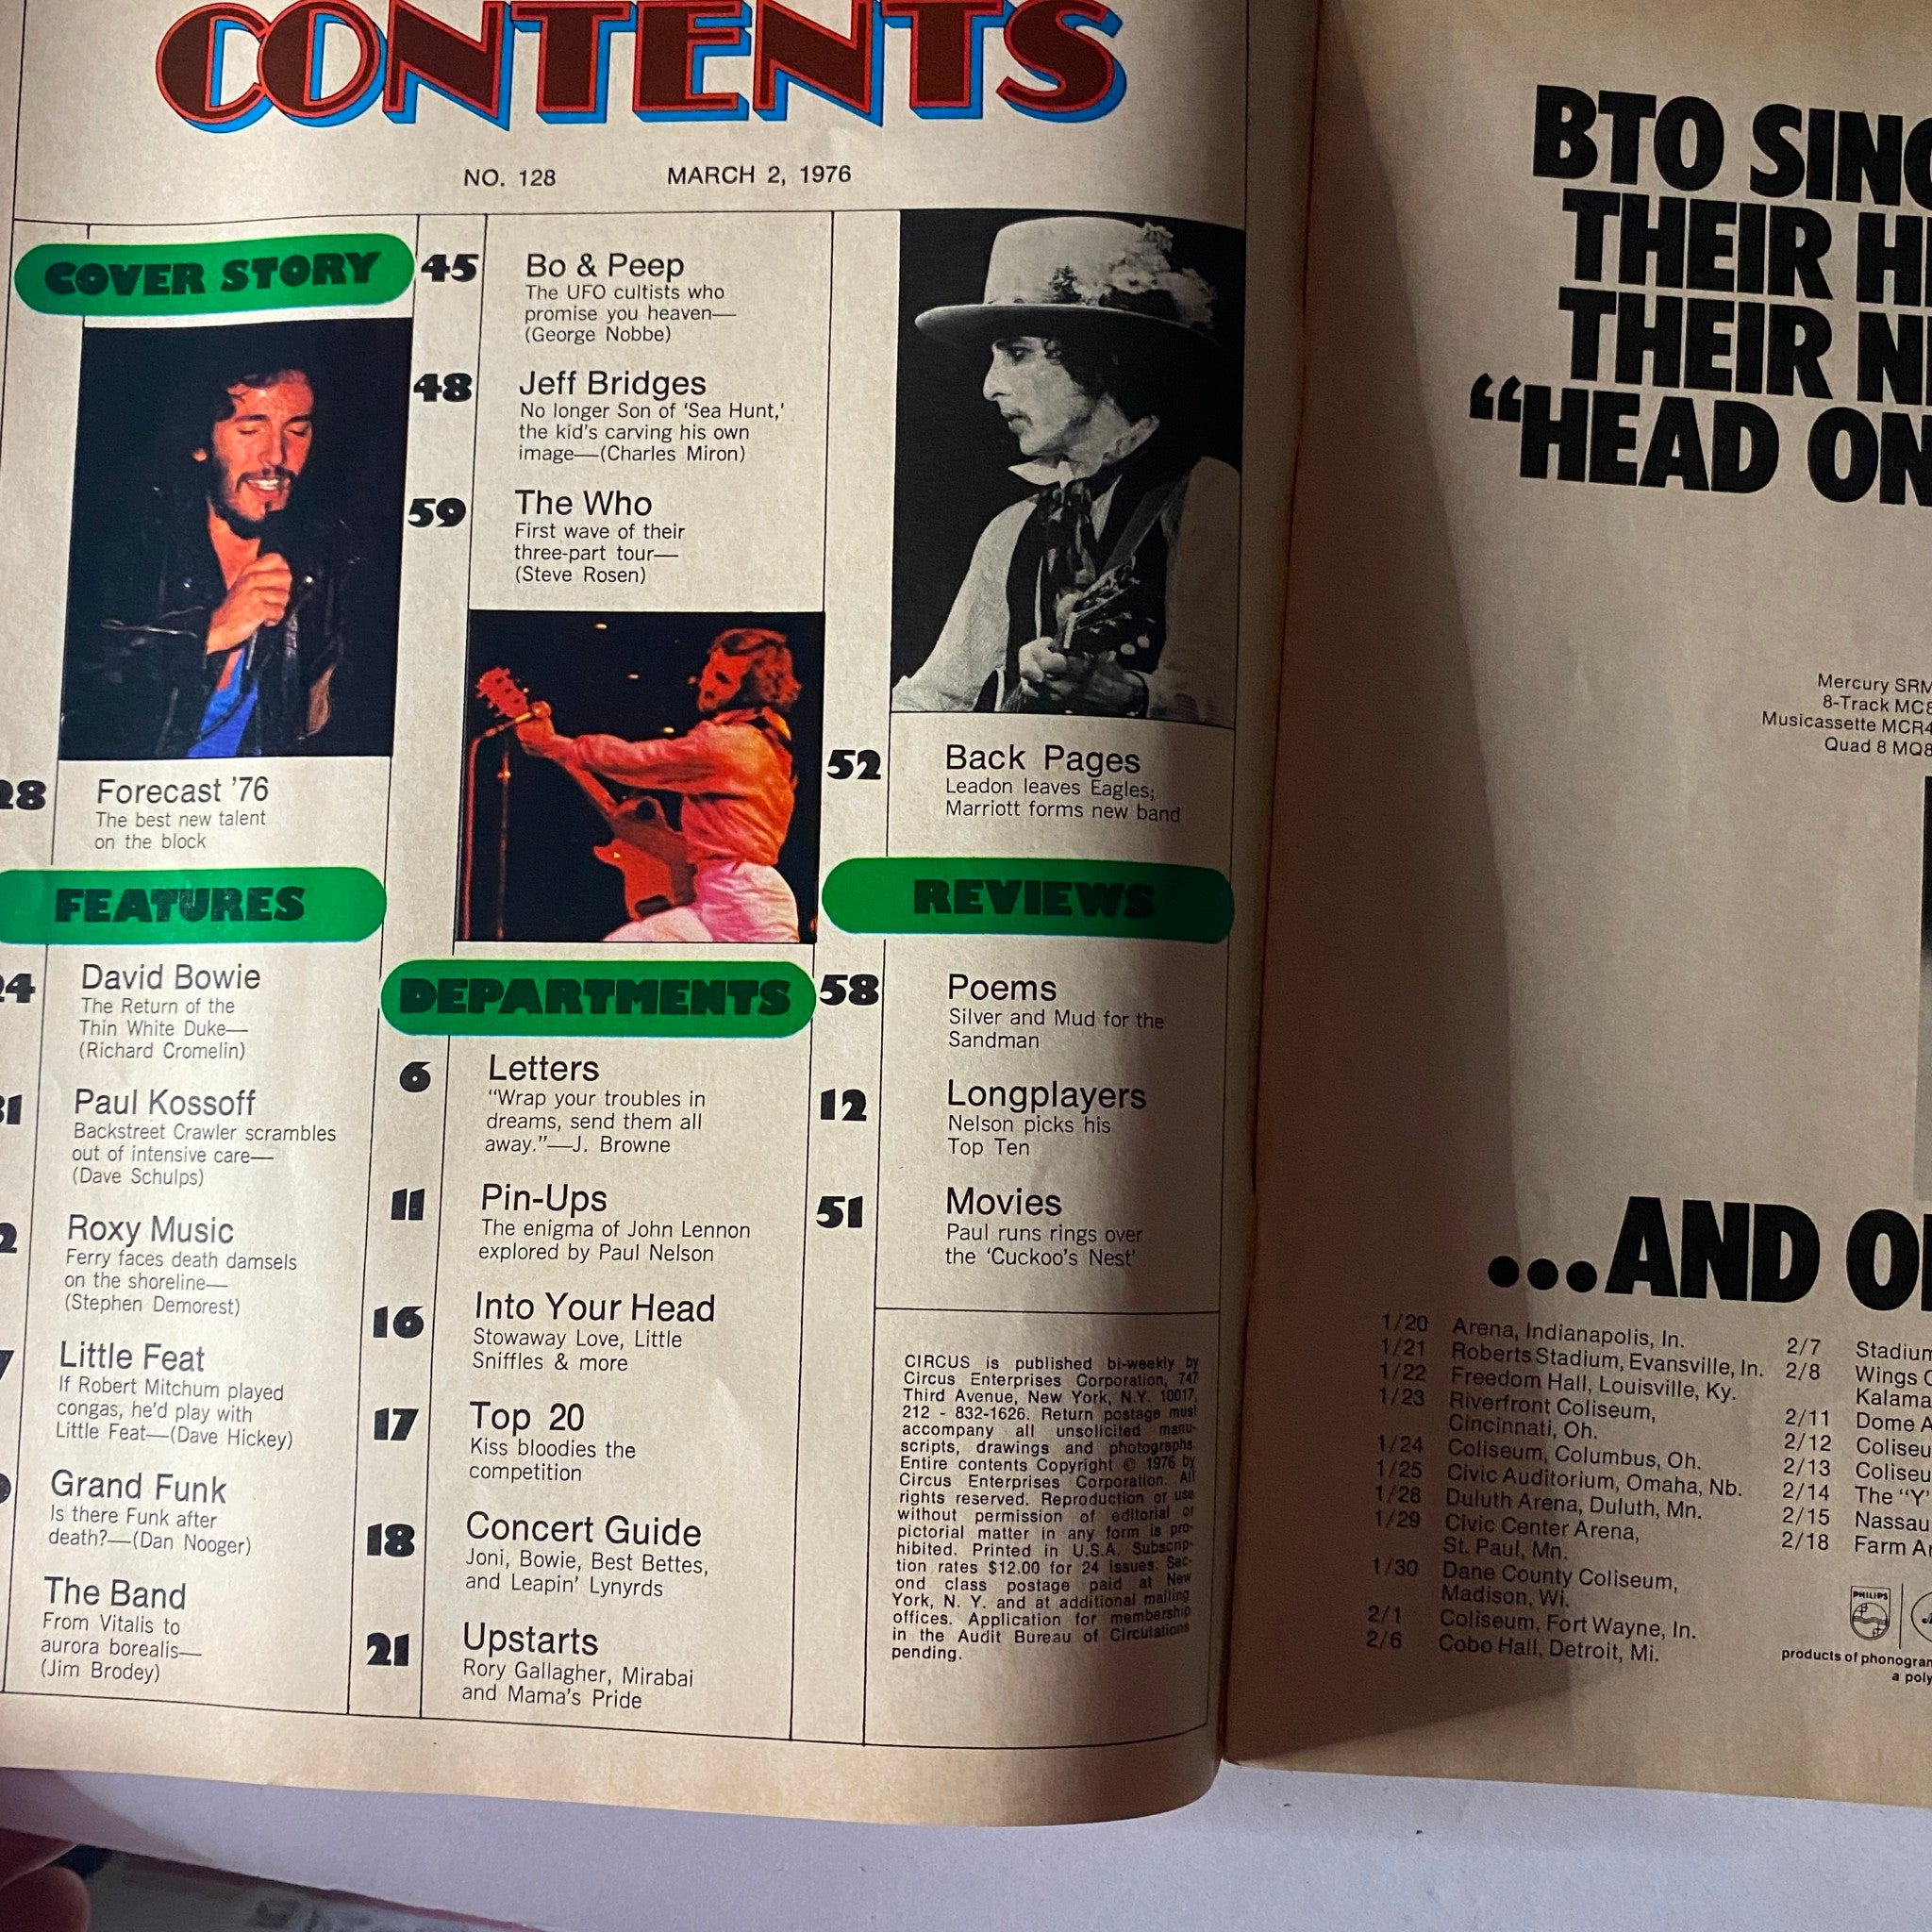 CONTENTS
NO. 128 MARCH 2, 1976
COVER STORY
28 Forecast '76
The best new talent
on the block
FEATURES
24 David Bowie
The Return of the
Thin White Duke—
(Richard Cromelin)
31 Paul Kossoff
Backstreet Crawler scrambles
out of intensive care—
(Dave Schulps)
Roxy Music
Ferry faces death damsels
on the shoreline—
(Stephen Demorest)
Little Feat
If Robert Mitchum played
congas, he'd play with
Little Feat—(Dave Hickey)
Grand Funk
Is there Funk after
death?—(Dan Nooger)
The Band
From Vitalis to
aurora borealis—
(Jim Brodey)
45 Bo & Peep
The UFO cultists who
promise you heaven—
(George Nobbe)
48 Jeff Bridges
No longer Son of 'Sea Hunt,'
the kid's carving his own
image—(Charles Miron)
59 The Who
First wave of their
three-part tour—
(Steve Rosen)
DEPARTMENTS
6 Letters
"Wrap your troubles in
dreams, send them all
away."—J. Browne
11 Pin-Ups
The enigma of John Lennon
explored by Paul Nelson
16 Into Your Head
Stowaway Love, Little
Sniffles & more
17 Top 20
Kiss bloodies the
competition
18 Concert Guide
Joni, Bowie, Best Bettes,
and Leapin' Lynyrds
21 Upstarts
Rory Gallagher, Mirabai
and Mama's Pride
52 Back Pages
Leadon leaves Eagles;
Marriott forms new band
REVIEWS
58 Poems
Silver and Mud for the
Sandman
12 Longplayers
Nelson picks his
Top Ten
51 Movies
Paul runs rings over
the 'Cuckoo's Nest'
CIRCUS is published bi-weekly by
Circus Enterprises Corporation, 747
Third Avenue, New York, N.Y. 10017,
212 - 832-1626. Return postage must
accompany all unsolicited manu-
scripts, drawings and photographs.
Entire contents Copyright © 1976 by
Circus Enterprises Corporation. All
rights reserved. Reproduction or use
without permission of editorial or
pictorial matter in any form is pro-
hibited. Printed in U.S.A. Subscrip-
tion rates $12.00 for 24 issues. Sec-
ond class postage paid at New
York, N. Y. and at additional mailing
offices. Application for membership
in the Audit Bureau of Circulations
pending.
BTO SING
THEIR H
THEIR N
"HEAD ON
Mercury SRM
8-Track MC8
Musicassette MCR4
Quad 8 MQ8
...AND O
1/20 Arena, Indianapolis, In.
1/21 Roberts Stadium, Evansville, In.
1/22 Freedom Hall, Louisville, Ky.
1/23 Riverfront Coliseum,
Cincinnati, Oh.
1/24 Coliseum, Columbus, Oh.
1/25 Civic Auditorium, Omaha, Nb.
1/28 Duluth Arena, Duluth, Mn.
1/29 Civic Center Arena,
St. Paul, Mn.
1/30 Dane County Coliseum,
Madison, Wi.
2/1 Coliseum, Fort Wayne, In.
2/6 Cobo Hall, Detroit, Mi.
2/7 Stadium
2/8 Wings
Kalama
2/11 Dome A
2/12 Coliseu
2/13 Coliseu
2/14 The "Y"
2/15 Nassau
2/18 Farm Ar
PHILIPS
products of phonogram
a poly